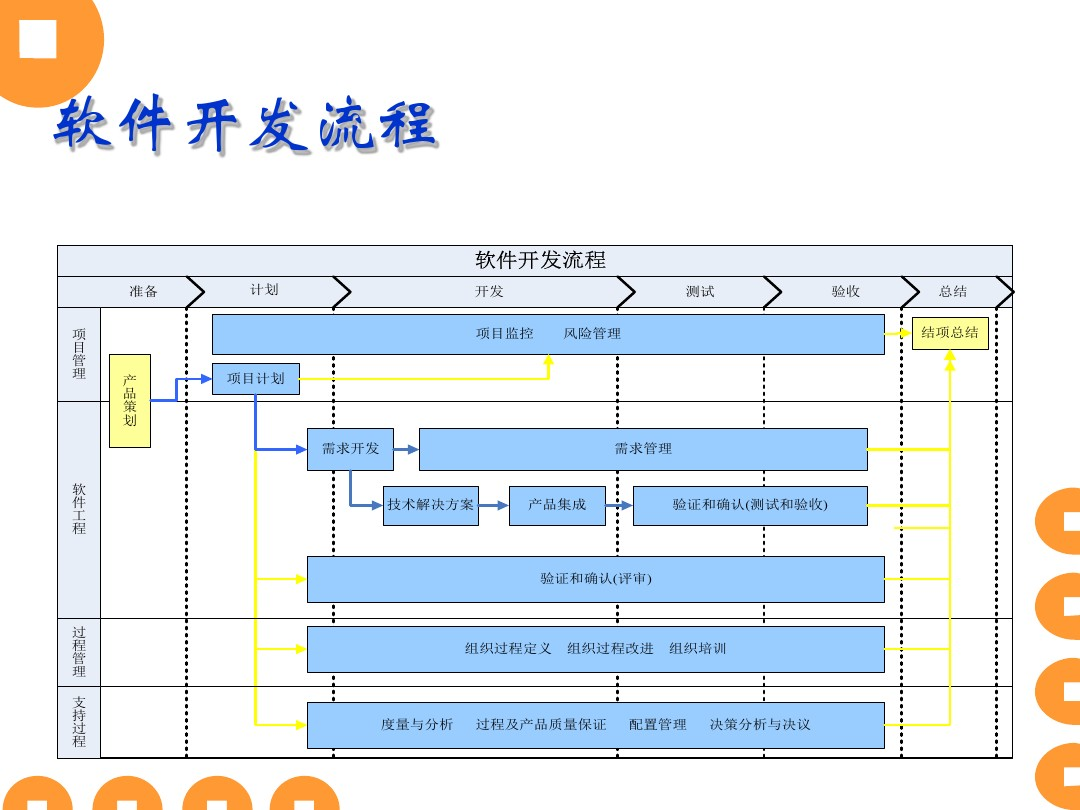 软件开发流程
软件开发流程
准备 计划 开发 测试 验收 总结
项目管理
项目监控 风险管理
结项总结
产品策划
项目计划
软件工程
需求开发
需求管理
技术解决方案
产品集成
验证和确认(测试和验收)
验证和确认(评审)
过程管理
组织过程定义 组织过程改进 组织培训
支持过程
度量与分析 过程及产品质量保证 配置管理 决策分析与决议